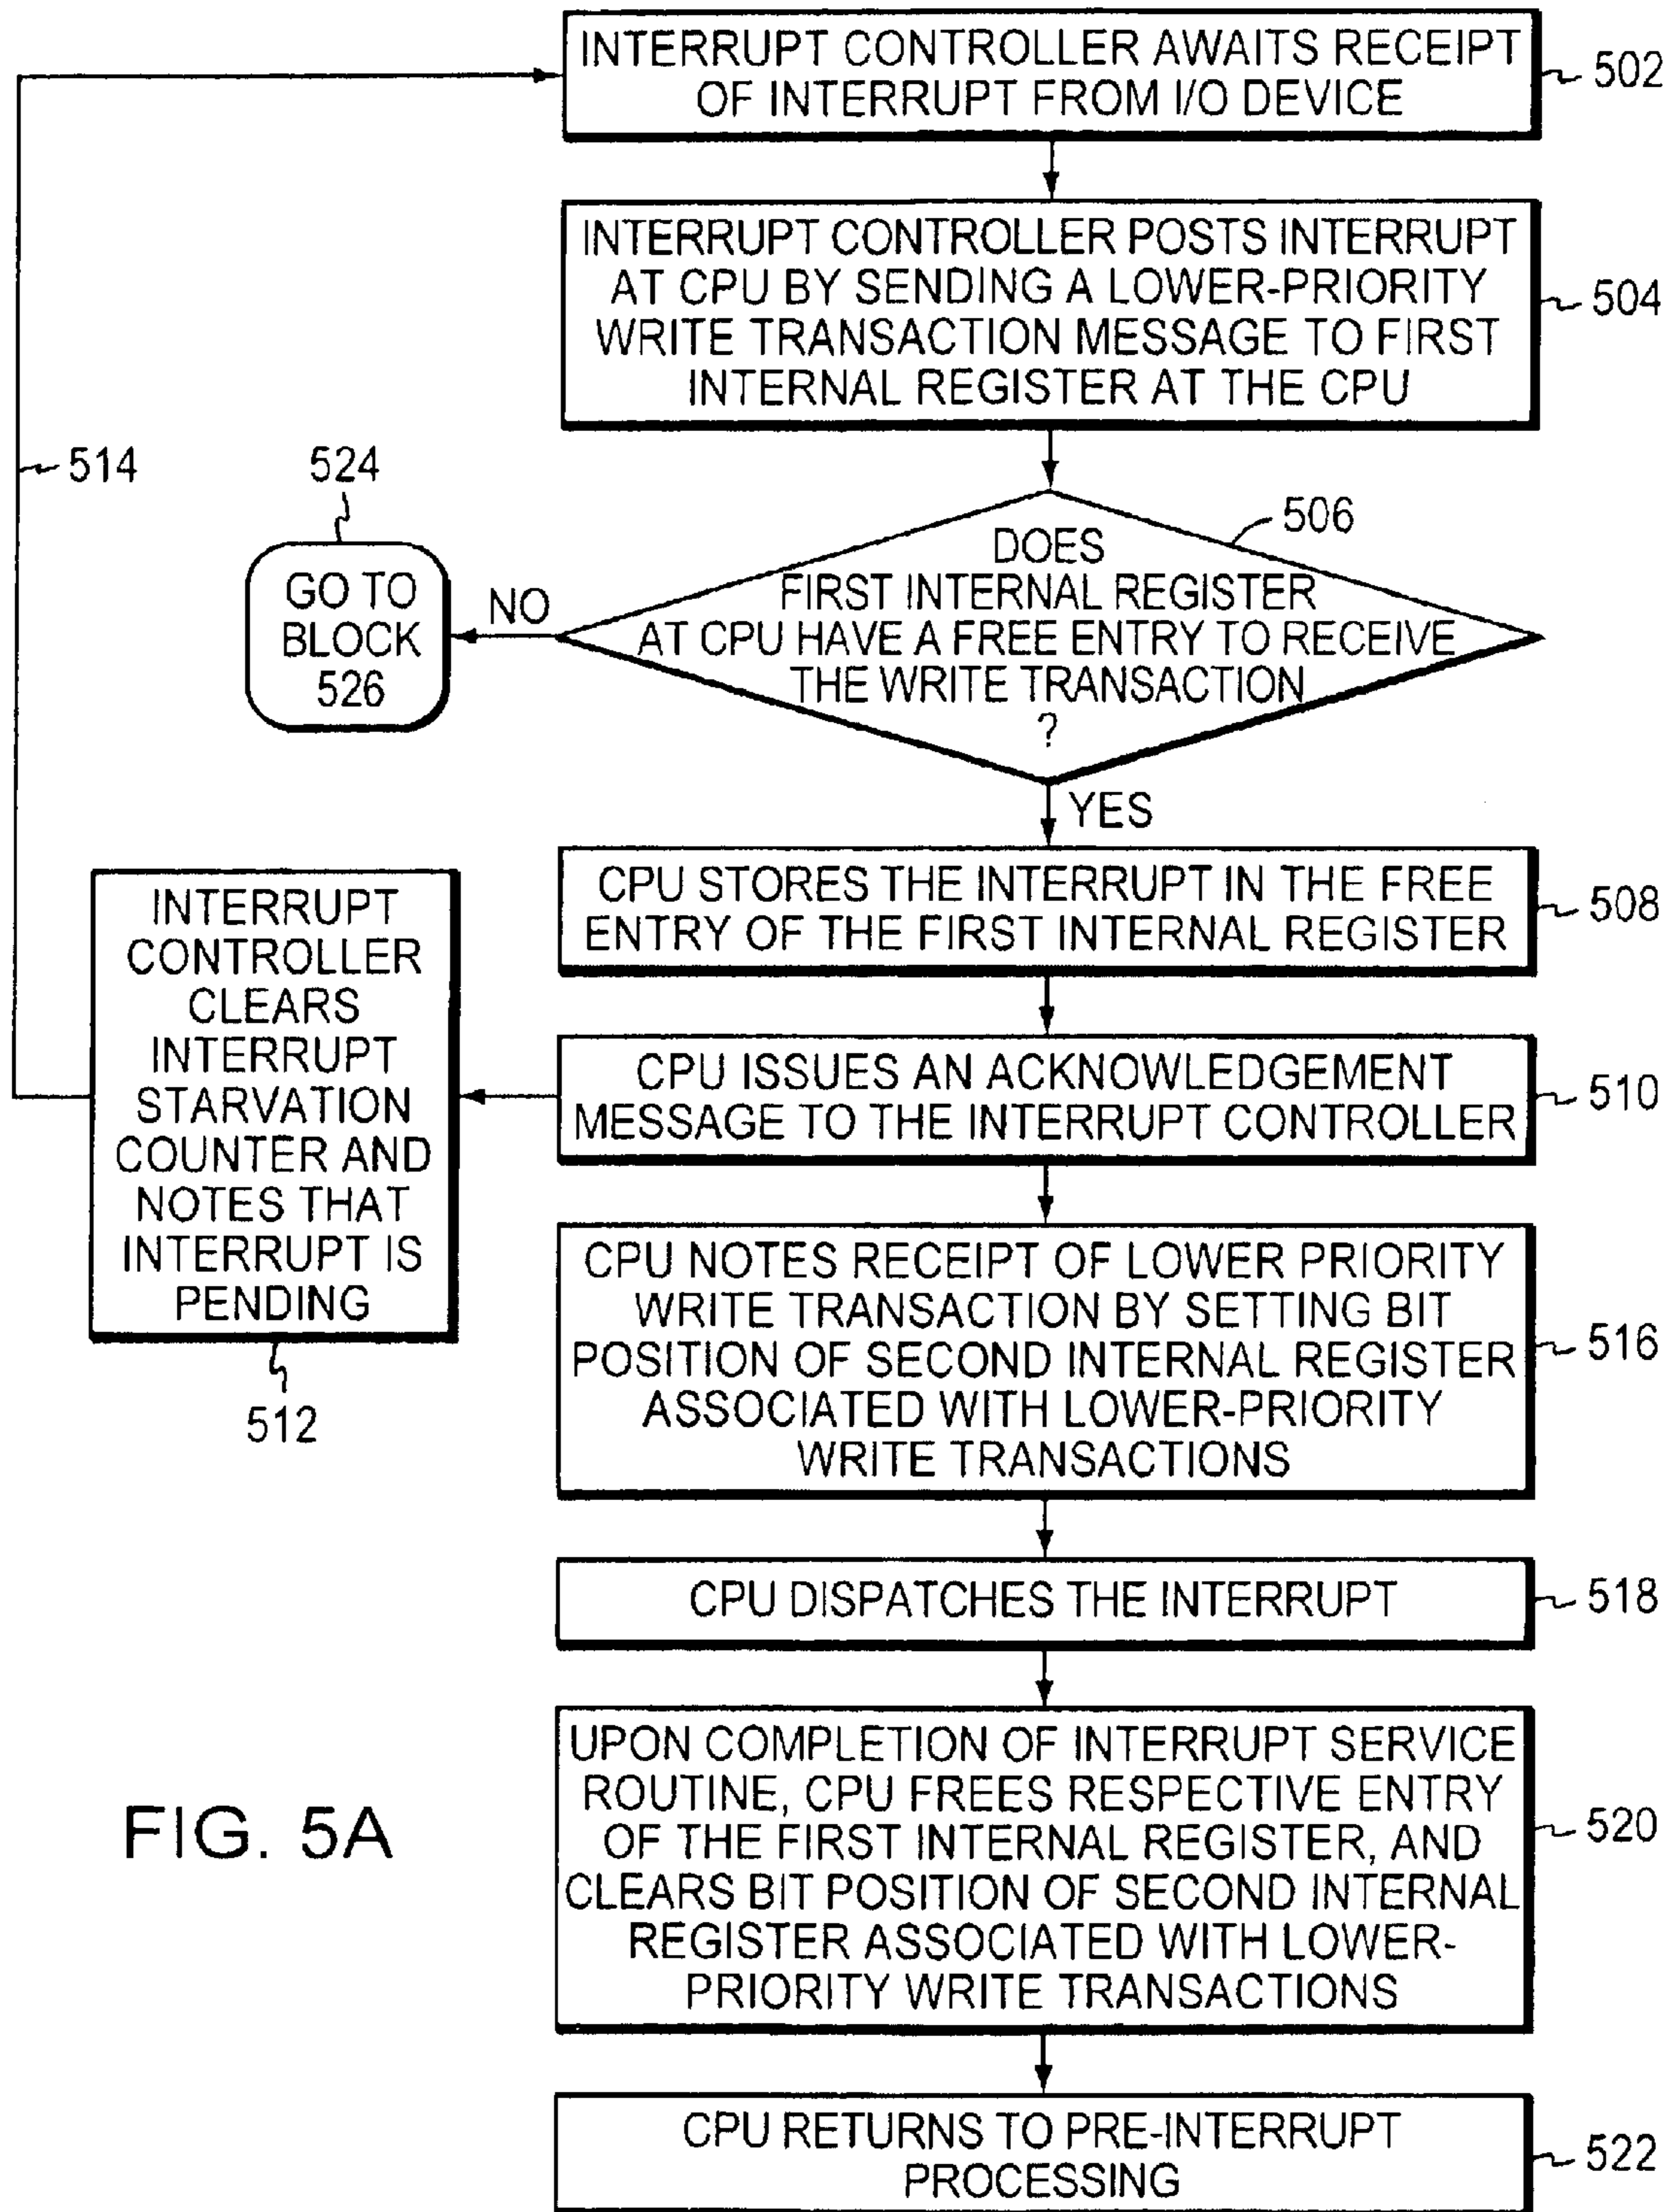 INTERRUPT CONTROLLER AWAITS RECEIPT
OF INTERRUPT FROM I/O DEVICE
502
INTERRUPT CONTROLLER POSTS INTERRUPT
AT CPU BY SENDING A LOWER-PRIORITY
WRITE TRANSACTION MESSAGE TO FIRST
INTERNAL REGISTER AT THE CPU
504
514
524
506
DOES
FIRST INTERNAL REGISTER
AT CPU HAVE A FREE ENTRY TO RECEIVE
THE WRITE TRANSACTION
?
NO
GO TO
BLOCK
526
YES
CPU STORES THE INTERRUPT IN THE FREE
ENTRY OF THE FIRST INTERNAL REGISTER
508
CPU ISSUES AN ACKNOWLEDGEMENT
MESSAGE TO THE INTERRUPT CONTROLLER
510
INTERRUPT
CONTROLLER
CLEARS
INTERRUPT
STARVATION
COUNTER AND
NOTES THAT
INTERRUPT IS
PENDING
512
CPU NOTES RECEIPT OF LOWER PRIORITY
WRITE TRANSACTION BY SETTING BIT
POSITION OF SECOND INTERNAL REGISTER
ASSOCIATED WITH LOWER-PRIORITY
WRITE TRANSACTIONS
516
CPU DISPATCHES THE INTERRUPT
518
UPON COMPLETION OF INTERRUPT SERVICE
ROUTINE, CPU FREES RESPECTIVE ENTRY
OF THE FIRST INTERNAL REGISTER, AND
CLEARS BIT POSITION OF SECOND INTERNAL
REGISTER ASSOCIATED WITH LOWER-
PRIORITY WRITE TRANSACTIONS
520
FIG. 5A
CPU RETURNS TO PRE-INTERRUPT
PROCESSING
522